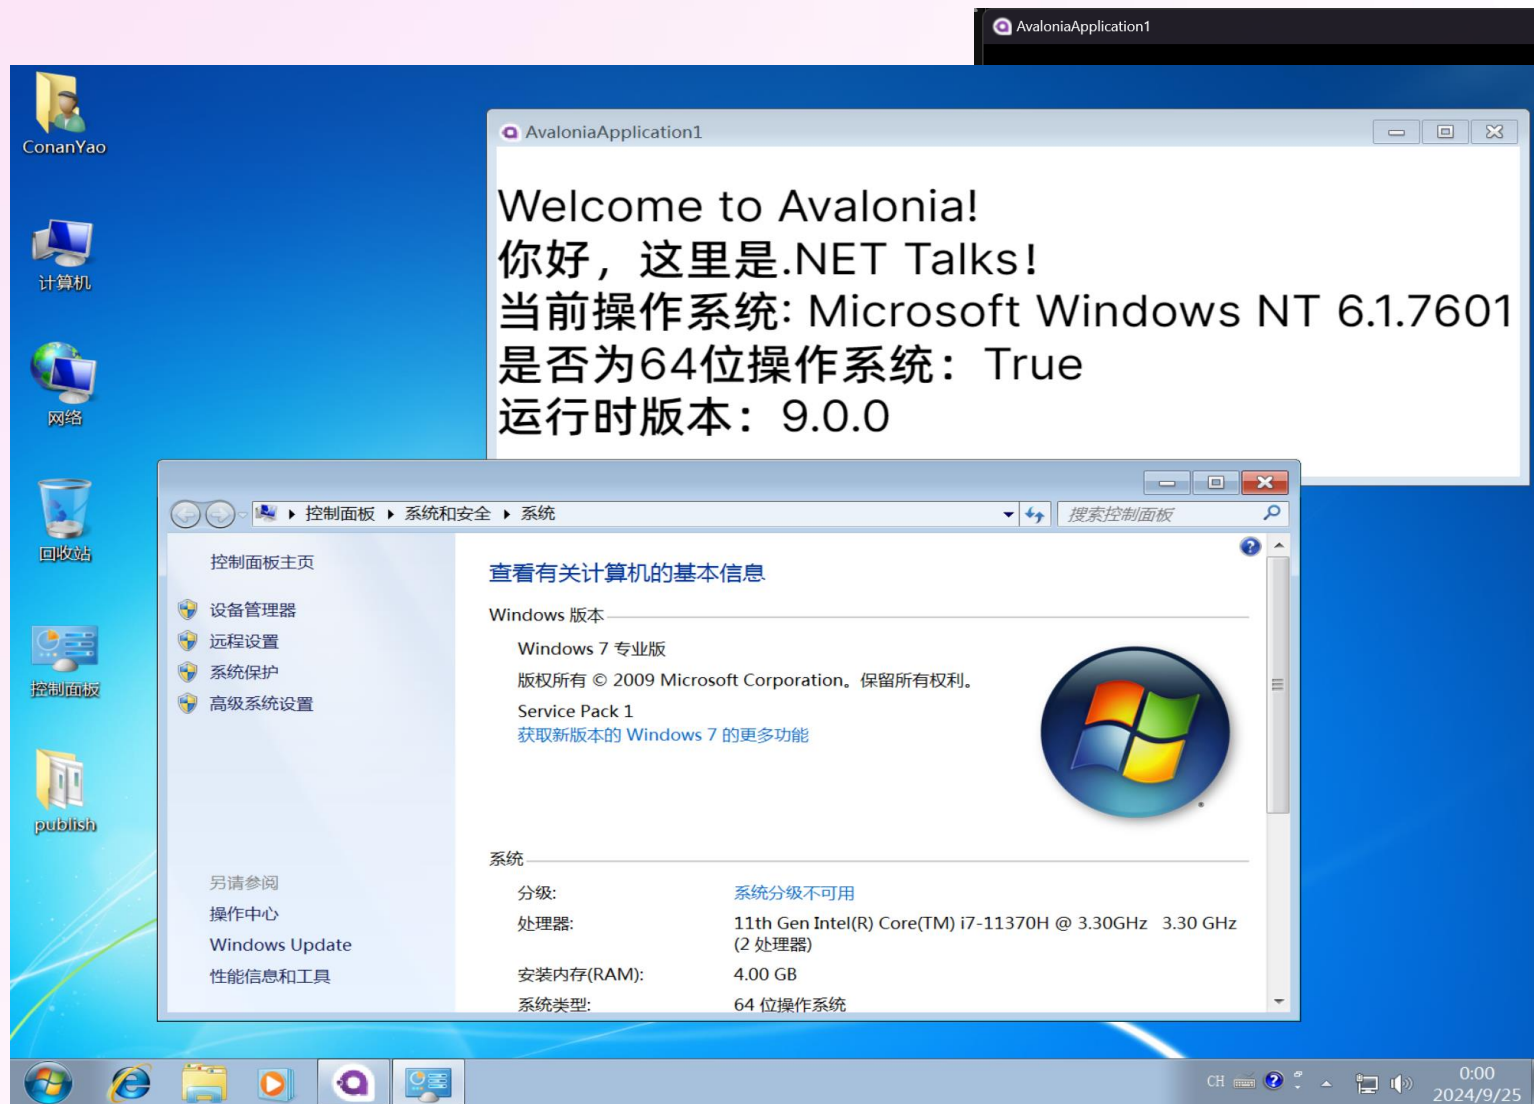 AvaloniaApplication1
ConanYao
计算机
网络
回收站
控制面板
publish
AvaloniaApplication1
Welcome to Avalonia!
你好，这里是.NET Talks!
当前操作系统: Microsoft Windows NT 6.1.7601
是否为64位操作系统：True
运行时版本：9.0.0
控制面板 系统和安全 系统
搜索控制面板
控制面板主页
设备管理器
远程设置
系统保护
高级系统设置
另请参阅
操作中心
Windows Update
性能信息和工具
查看有关计算机的基本信息
Windows 版本
Windows 7 专业版
版权所有 © 2009 Microsoft Corporation。保留所有权利。
Service Pack 1
获取新版本的 Windows 7 的更多功能
系统
分级: 系统分级不可用
处理器: 11th Gen Intel(R) Core(TM) i7-11370H @ 3.30GHz 3.30 GHz
(2 处理器)
安装内存(RAM): 4.00 GB
系统类型: 64 位操作系统
CH
0:00
2024/9/25